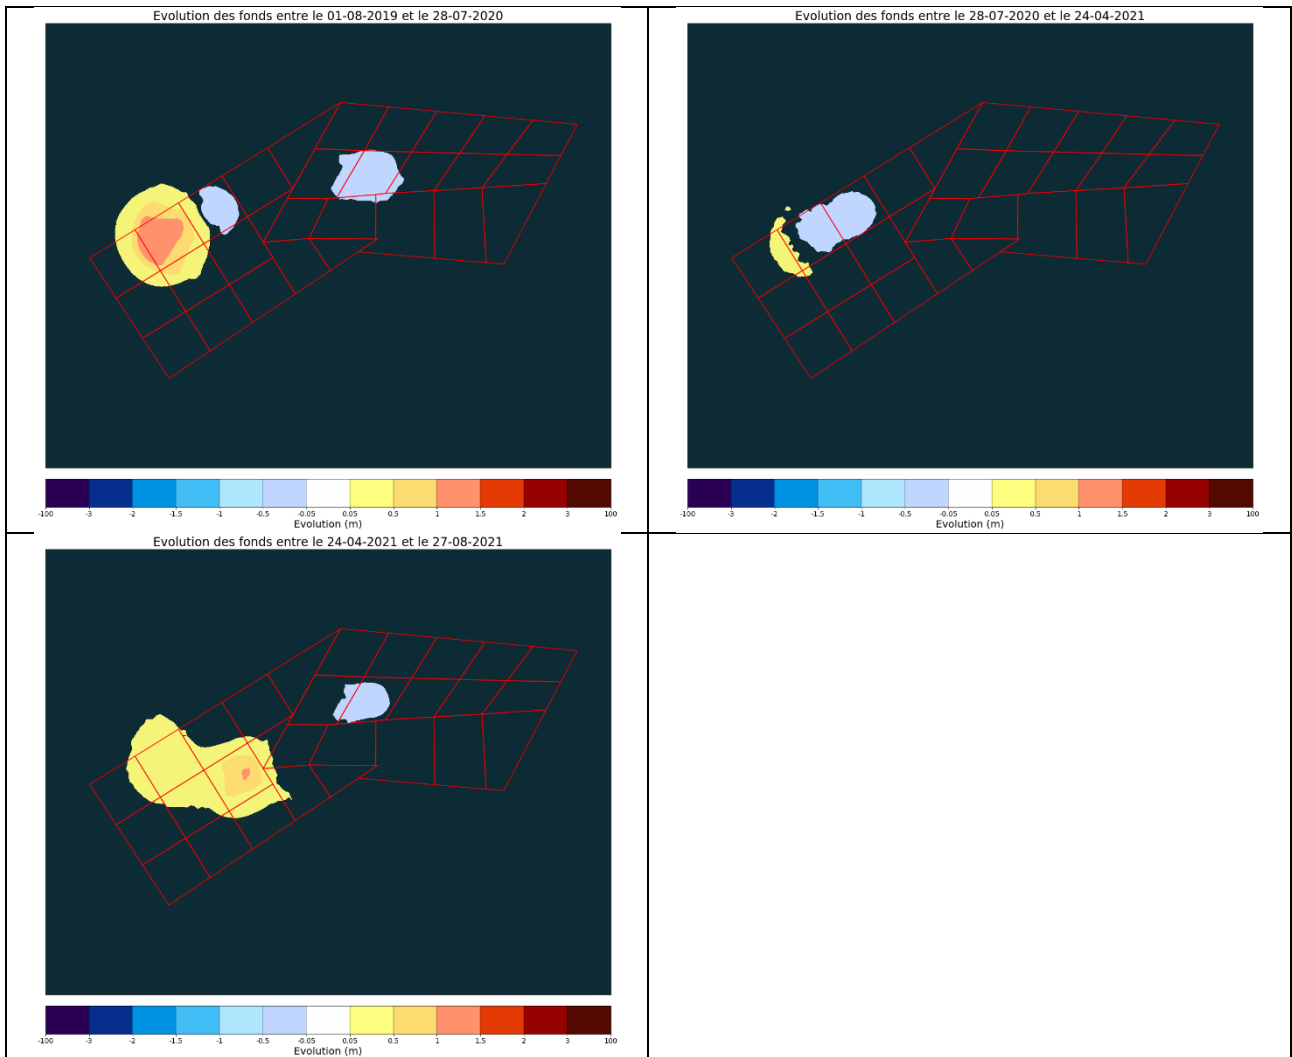 Evolution des fonds entre le 01-08-2019 et le 28-07-2020
-100 -3 -2 -1.5 -1 -0.5 -0.05 0.05 0.5 1 1.5 2 3 100
Evolution (m)
Evolution des fonds entre le 28-07-2020 et le 24-04-2021
-100 -3 -2 -1.5 -1 -0.5 -0.05 0.05 0.5 1 1.5 2 3 100
Evolution (m)
Evolution des fonds entre le 24-04-2021 et le 27-08-2021
-100 -3 -2 -1.5 -1 -0.5 -0.05 0.05 0.5 1 1.5 2 3 100
Evolution (m)